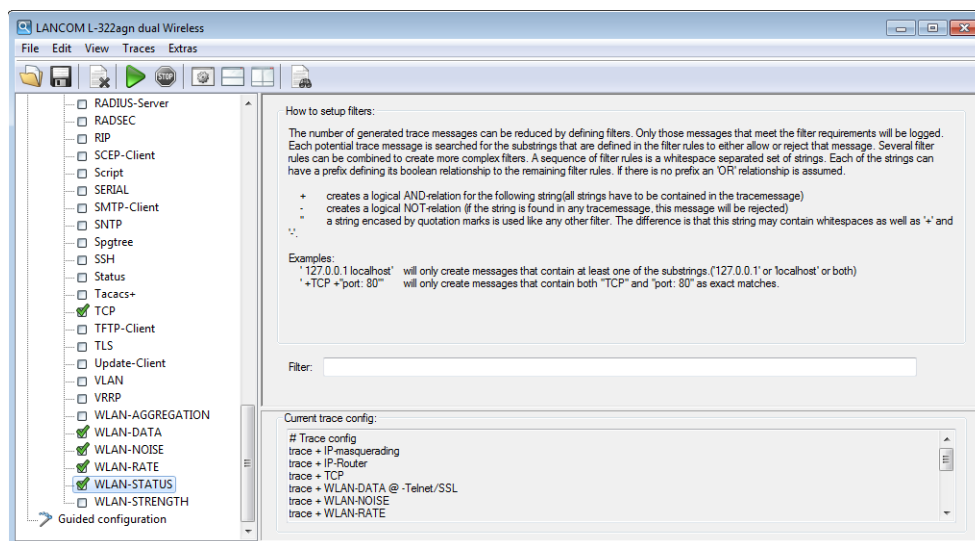 LANCOM L-322agn dual Wireless
File Edit View Traces Extras
STOP
RADIUS-Server
RADSEC
RIP
SCEP-Client
Script
SERIAL
SMTP-Client
SNTP
Spgtree
SSH
Status
Tacacs+
TCP
TFTP-Client
TLS
Update-Client
VLAN
VRRP
WLAN-AGGREGATION
WLAN-DATA
WLAN-NOISE
WLAN-RATE
WLAN-STATUS
WLAN-STRENGTH
Guided configuration
How to setup filters:
The number of generated trace messages can be reduced by defining filters. Only those messages that meet the filter requirements will be logged.
Each potential trace message is searched for the substrings that are defined in the filter rules to either allow or reject that message. Several filter
rules can be combined to create more complex filters. A sequence of filter rules is a whitespace separated set of strings. Each of the strings can
have a prefix defining its boolean relationship to the remaining filter rules. If there is no prefix an 'OR' relationship is assumed.
+ creates a logical AND-relation for the following string(all strings have to be contained in the tracemessage)
- creates a logical NOT-relation (if the string is found in any tracemessage, this message will be rejected)
" a string encased by quotation marks is used like any other filter. The difference is that this string may contain whitespaces as well as '+' and
'-'.
Examples:
' 127.0.0.1 localhost' will only create messages that contain at least one of the substrings.('127.0.0.1' or 'localhost' or both)
' +TCP +"port: 80"' will only create messages that contain both "TCP" and "port: 80" as exact matches.
Filter:
Current trace config:
# Trace config
trace + IP-masquerading
trace + IP-Router
trace + TCP
trace + WLAN-DATA @ -Telnet/SSL
trace + WLAN-NOISE
trace + WLAN-RATE